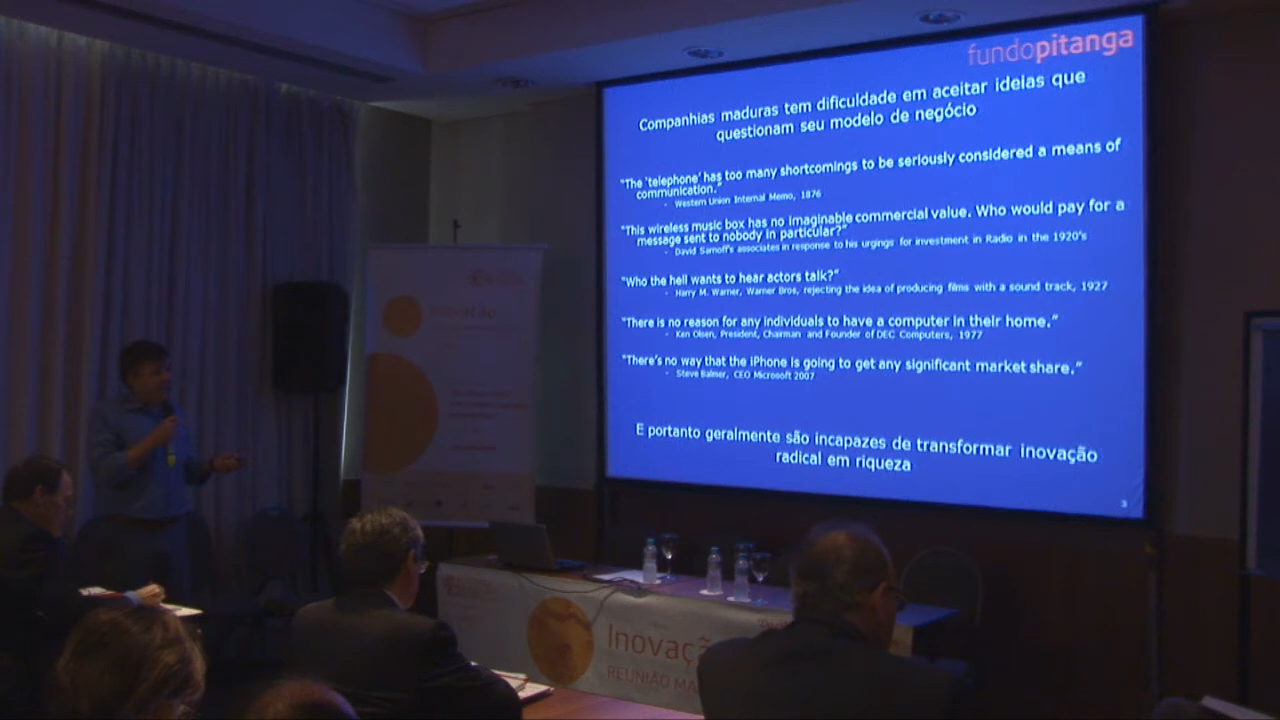 fundopitanga
Companhias maduras tem dificuldade em aceitar ideias que
questionam seu modelo de negócio
"The 'telephone' has too many shortcomings to be seriously considered a means of
communication."
- Western Union Internal Memo, 1876
"This wireless music box has no imaginable commercial value. Who would pay for a
message sent to nobody in particular?"
- David Sarnoff's associates in response to his urgings for investment in Radio in the 1920's
"Who the hell wants to hear actors talk?"
- Harry M. Warner, Warner Bros, rejecting the idea of producing films with a sound track, 1927
"There is no reason for any individuals to have a computer in their home."
- Ken Olsen, President, Chairman and Founder of DEC Computers, 1977
"There's no way that the iPhone is going to get any significant market share."
- Steve Balmer, CEO Microsoft 2007
E portanto geralmente são incapazes de transformar inovação
radical em riqueza
3
Inovaçã
REUNIÃO MA